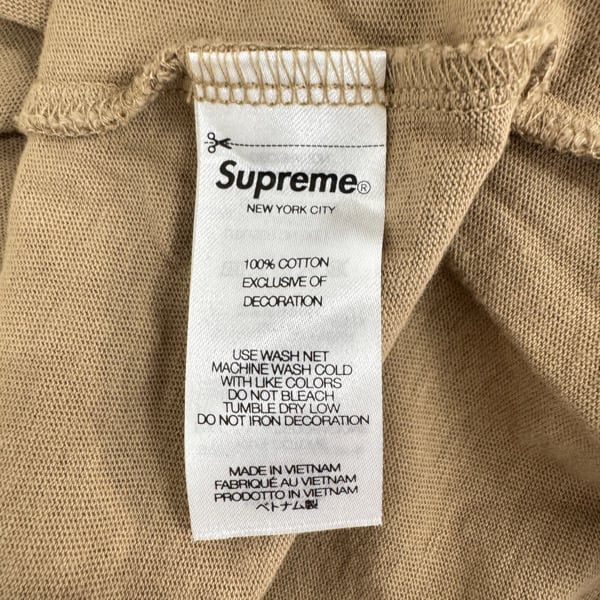 Supreme®
NEW YORK CITY
100% COTTON
EXCLUSIVE OF
DECORATION
USE WASH NET
MACHINE WASH COLD
WITH LIKE COLORS
DO NOT BLEACH
TUMBLE DRY LOW
DO NOT IRON DECORATION
MADE IN VIETNAM
FABRIQUÉ AU VIETNAM
PRODOTTO IN VIETNAM
ベトナム製